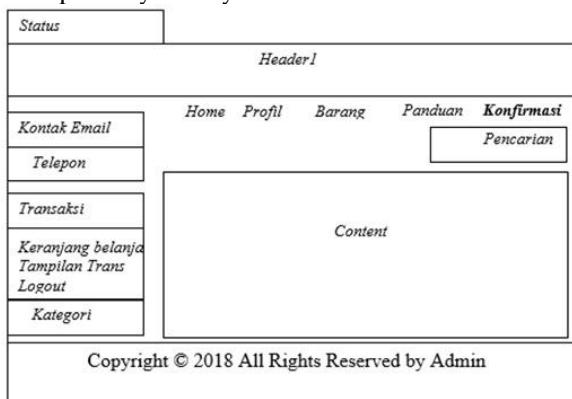 Status
Header1
Home Profil Barang Panduan Konfirmasi
Kontak Email
Pencarian
Telepon
Transaksi
Content
Keranjang belanja
Tampilan Trans
Logout
Kategori
Copyright © 2018 All Rights Reserved by Admin